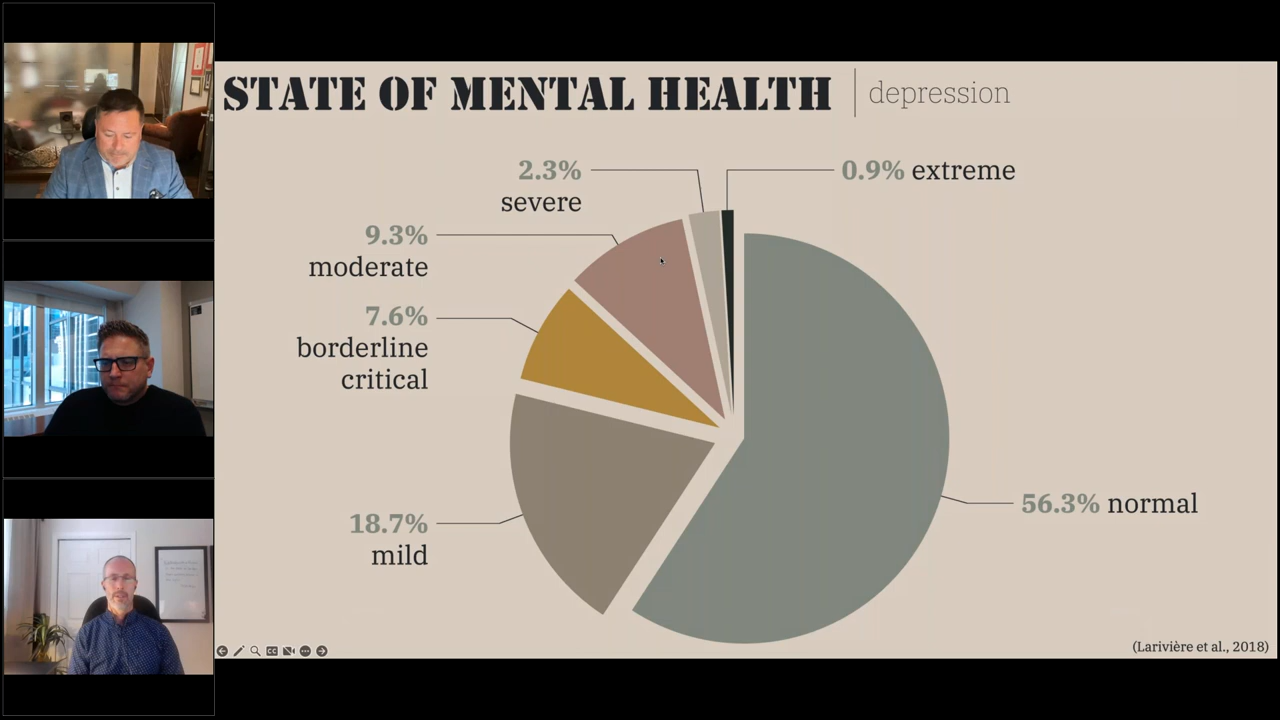 STATE OF MENTAL HEALTH
depression
2.3%
severe
0.9% extreme
9.3%
moderate
7.6%
borderline
critical
18.7%
mild
56.3% normal
(Larivière et al., 2018)